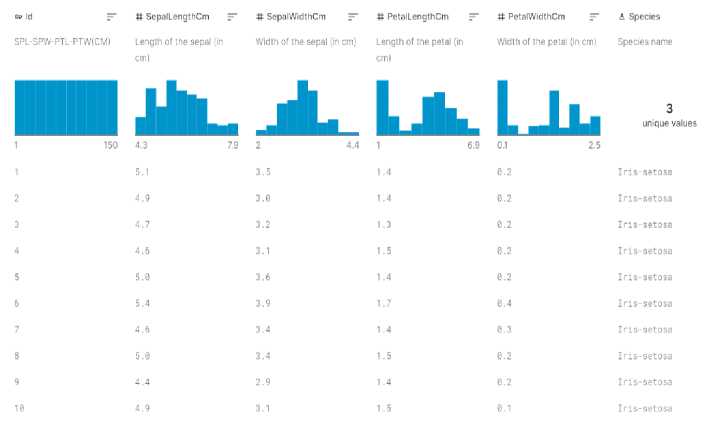 Id # SepalLengthCm # SepalWidthCm # PetalLengthCm # PetalWidthCm Species
SPL-SPW-PTL-PTW(CM) Length of the sepal (in cm) Width of the sepal (in cm) Length of the petal (in cm) Width of the petal (in cm) Species name
3
unique values
1 150 4.3 7.9 2 4.4 1 6.9 0.1 2.5
1 5.1 3.5 1.4 0.2 Iris-setosa
2 4.9 3.0 1.4 0.2 Iris-setosa
3 4.7 3.2 1.3 0.2 Iris-setosa
4 4.6 3.1 1.5 0.2 Iris-setosa
5 5.0 3.6 1.4 0.2 Iris-setosa
6 5.4 3.9 1.7 0.4 Iris-setosa
7 4.6 3.4 1.4 0.3 Iris-setosa
8 5.0 3.4 1.5 0.2 Iris-setosa
9 4.4 2.9 1.4 0.2 Iris-setosa
10 4.9 3.1 1.5 0.1 Iris-setosa